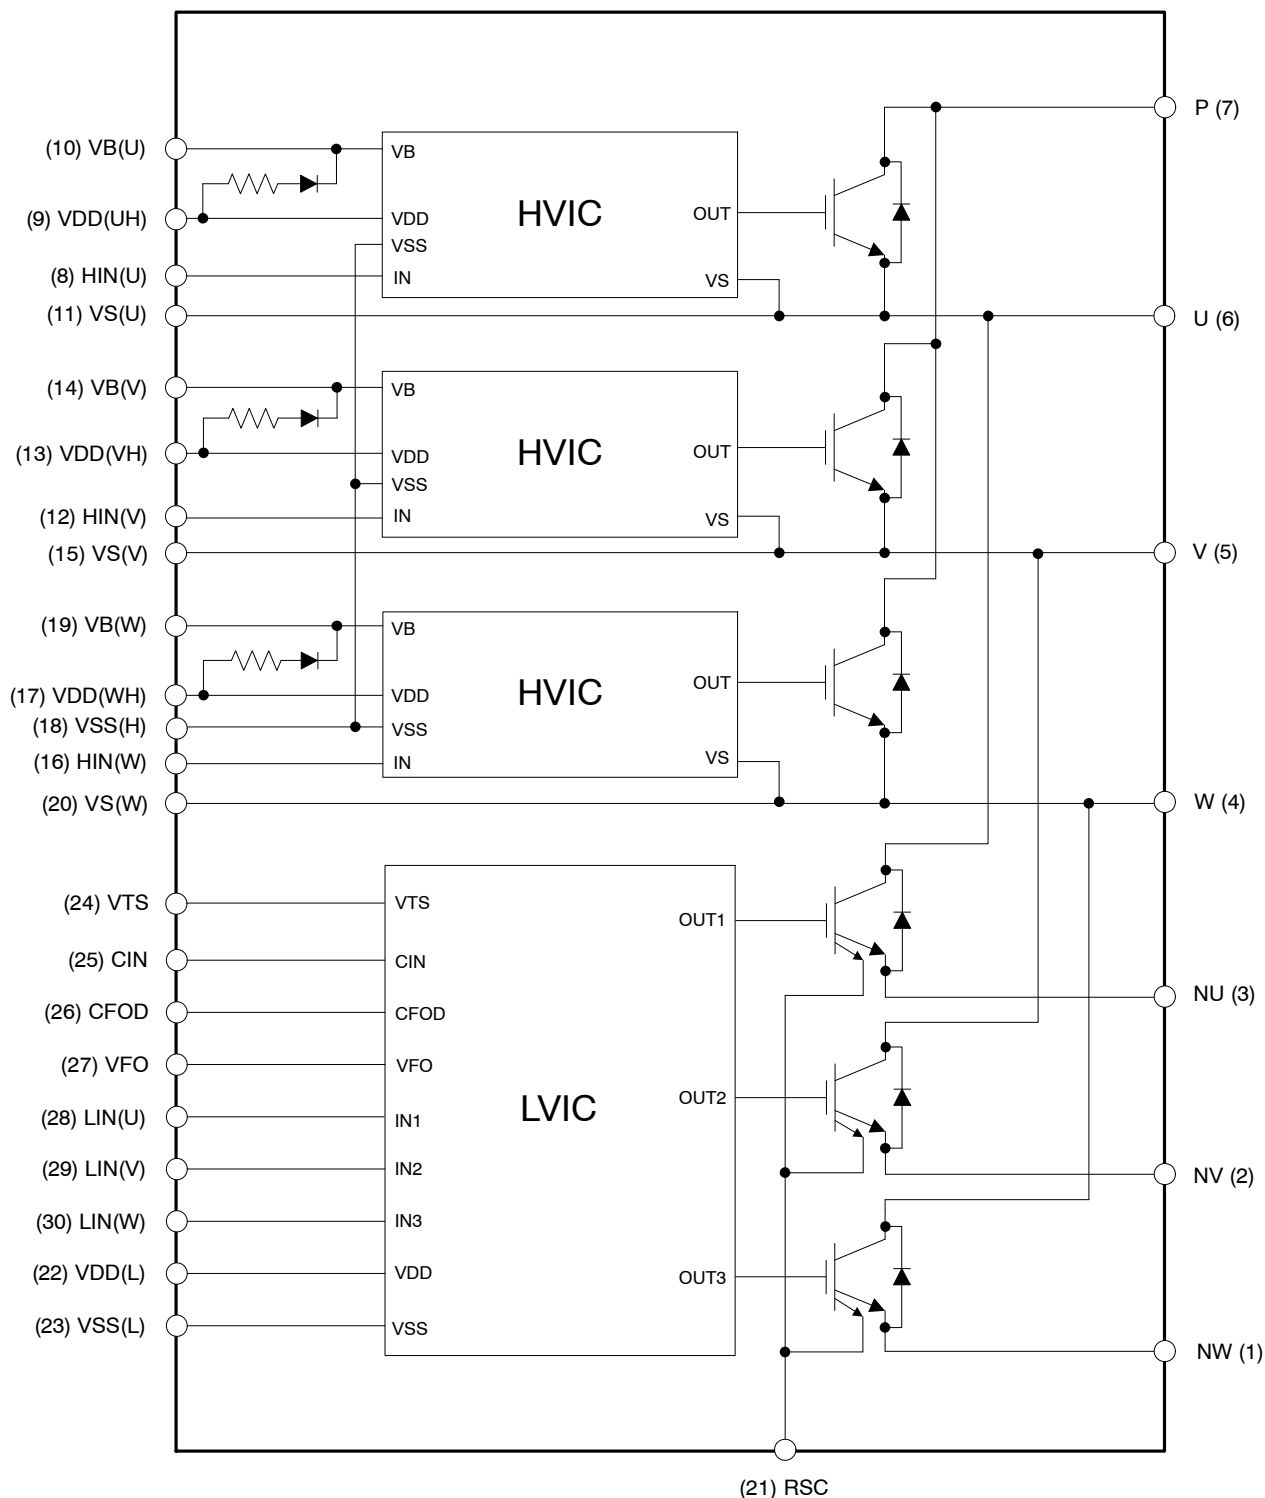 P (7)
(10) VB(U)
VB
(9) VDD(UH)
VDD
HVIC
OUT
VSS
(8) HIN(U)
IN
VS
(11) VS(U)
U (6)
(14) VB(V)
VB
(13) VDD(VH)
VDD
HVIC
OUT
VSS
(12) HIN(V)
IN
VS
(15) VS(V)
V (5)
(19) VB(W)
VB
(17) VDD(WH)
VDD
HVIC
OUT
(18) VSS(H)
VSS
(16) HIN(W)
IN
VS
(20) VS(W)
W (4)
(24) VTS
VTS
OUT1
(25) CIN
CIN
NU (3)
(26) CFOD
CFOD
(27) VFO
VFO
LVIC
OUT2
(28) LIN(U)
IN1
(29) LIN(V)
IN2
NV (2)
(30) LIN(W)
IN3
(22) VDD(L)
VDD
OUT3
(23) VSS(L)
VSS
NW (1)
(21) RSC